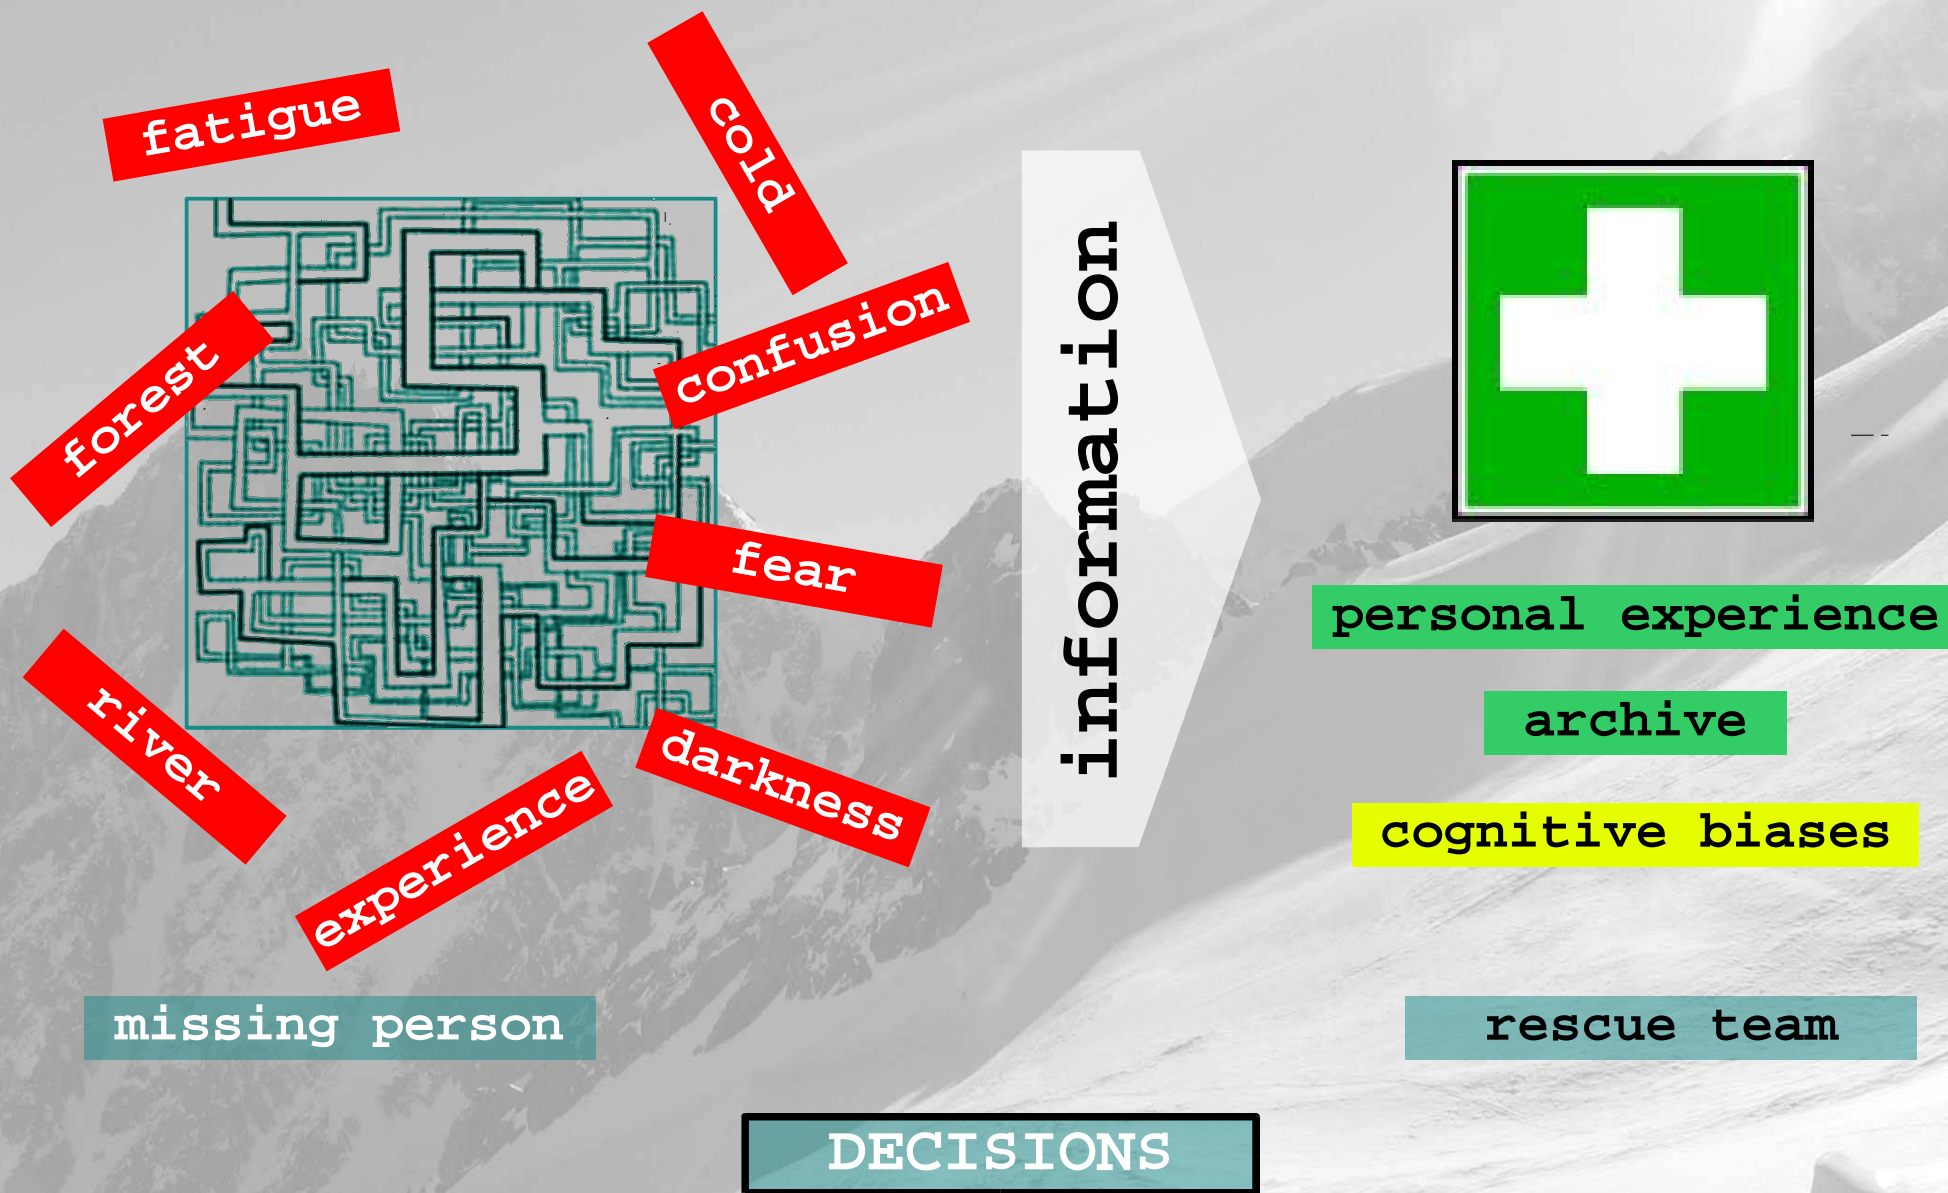 fatigue
cold
forest
confusion
fear
river
darkness
experience
information
personal experience
archive
cognitive biases
missing person
rescue team
DECISIONS